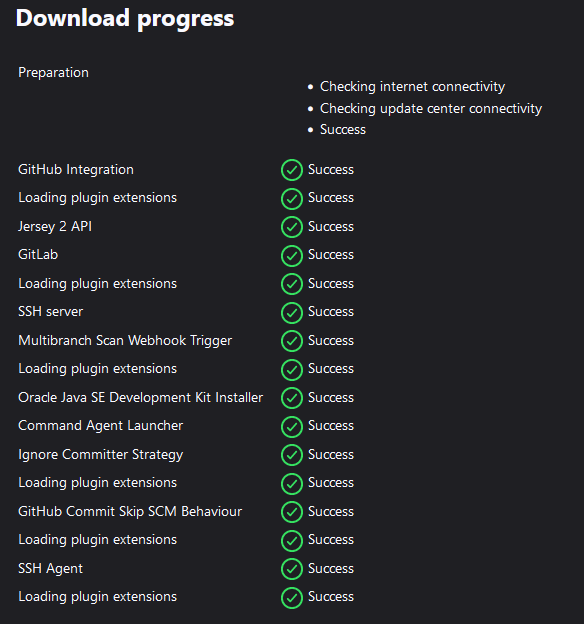 Download progress
Preparation
Checking internet connectivity
Checking update center connectivity
Success
GitHub Integration Success
Loading plugin extensions Success
Jersey 2 API Success
GitLab Success
Loading plugin extensions Success
SSH server Success
Multibranch Scan Webhook Trigger Success
Loading plugin extensions Success
Oracle Java SE Development Kit Installer Success
Command Agent Launcher Success
Ignore Committer Strategy Success
Loading plugin extensions Success
GitHub Commit Skip SCM Behaviour Success
Loading plugin extensions Success
SSH Agent Success
Loading plugin extensions Success